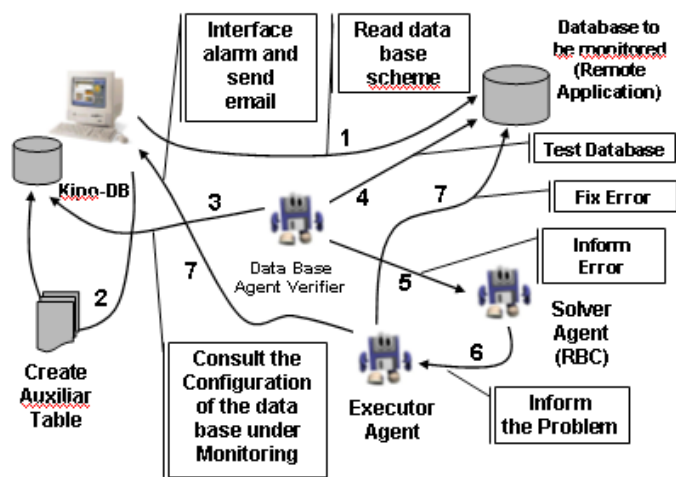 Interface
alarm and
send
email
Read data
base
scheme
Database to
be monitored
(Remote
Application)
1
Test Database
4
7
Fix Error
Kipo-DB
3
Inform
Error
2
7
Data Base
Agent Verifier
5
Solver
Agent
(RBC)
6
Create
Auxiliar
Table
Consult the
Configuration
of the data
base under
Monitoring
Executor
Agent
Inform
the Problem